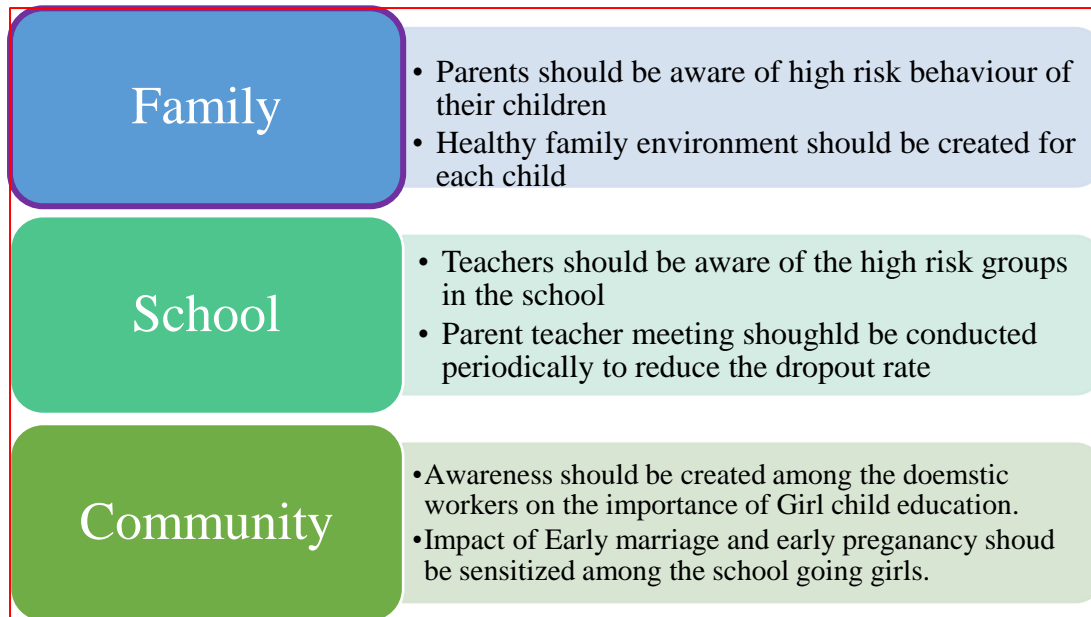 Family
• Parents should be aware of high risk behaviour of
their children
• Healthy family environment should be created for
each child
School
• Teachers should be aware of the high risk groups
in the school
• Parent teacher meeting shoughld be conducted
periodically to reduce the dropout rate
Community
•Awareness should be created among the doemstic
workers on the importance of Girl child education.
•Impact of Early marriage and early preganancy shoud
be sensitized among the school going girls.